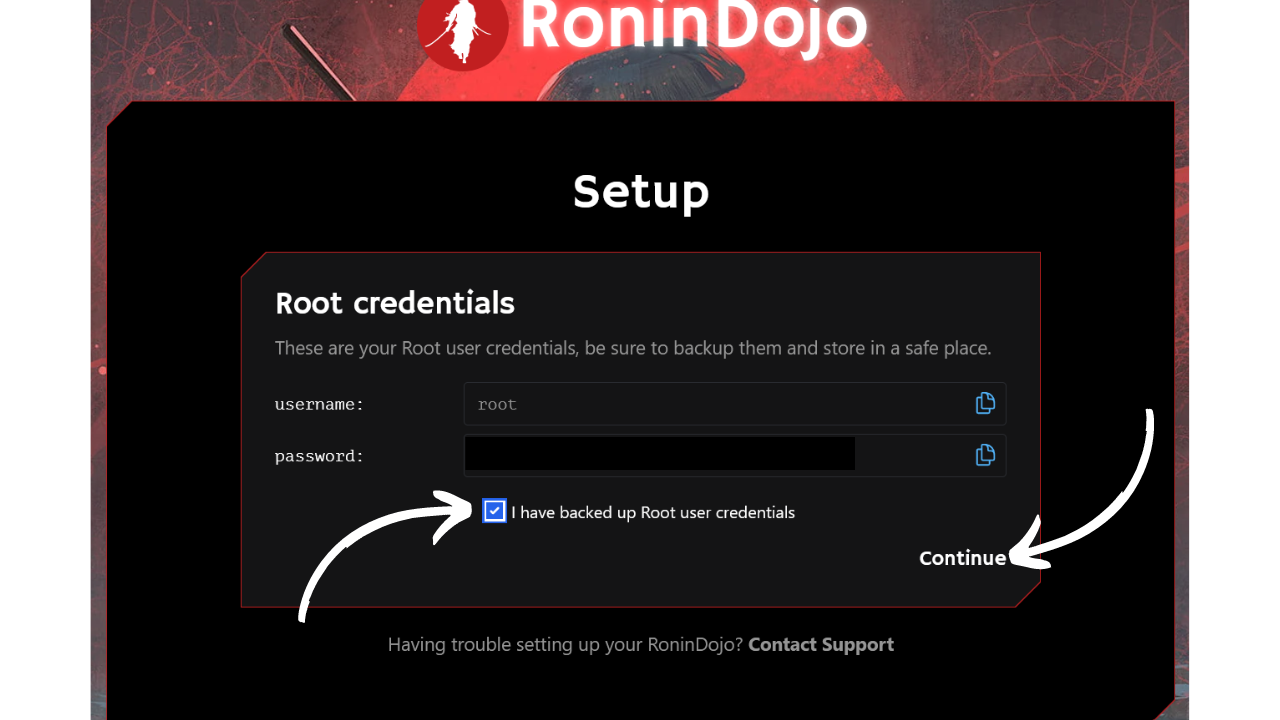 RoninDojo
Setup
Root credentials
These are your Root user credentials, be sure to backup them and store in a safe place.
username:
root
password:
I have backed up Root user credentials
Continue
Having trouble setting up your RoninDojo? Contact Support